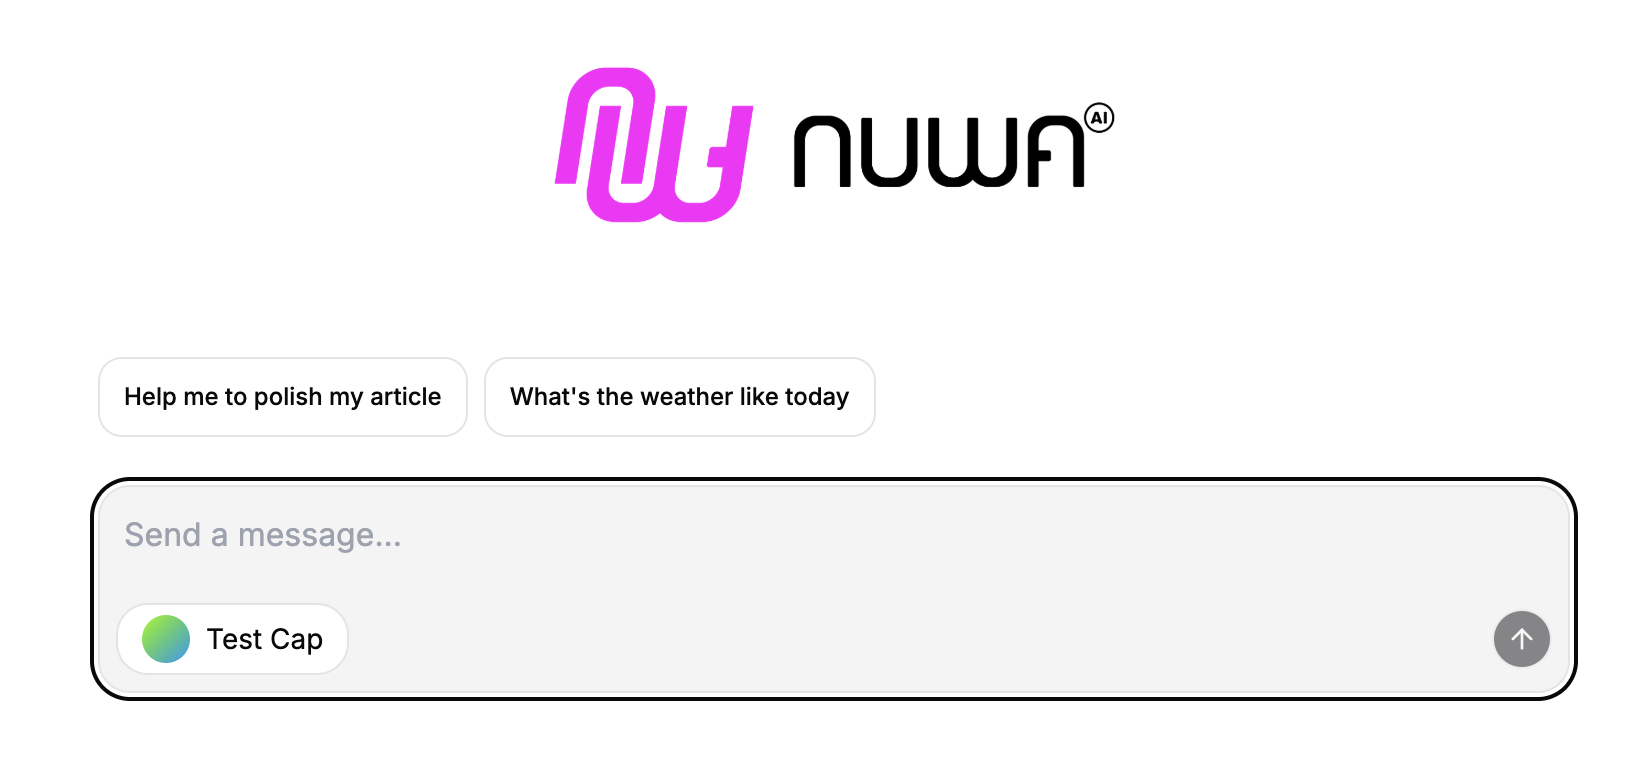 nuwa AI
Help me to polish my article
What's the weather like today
Send a message...
Test Cap